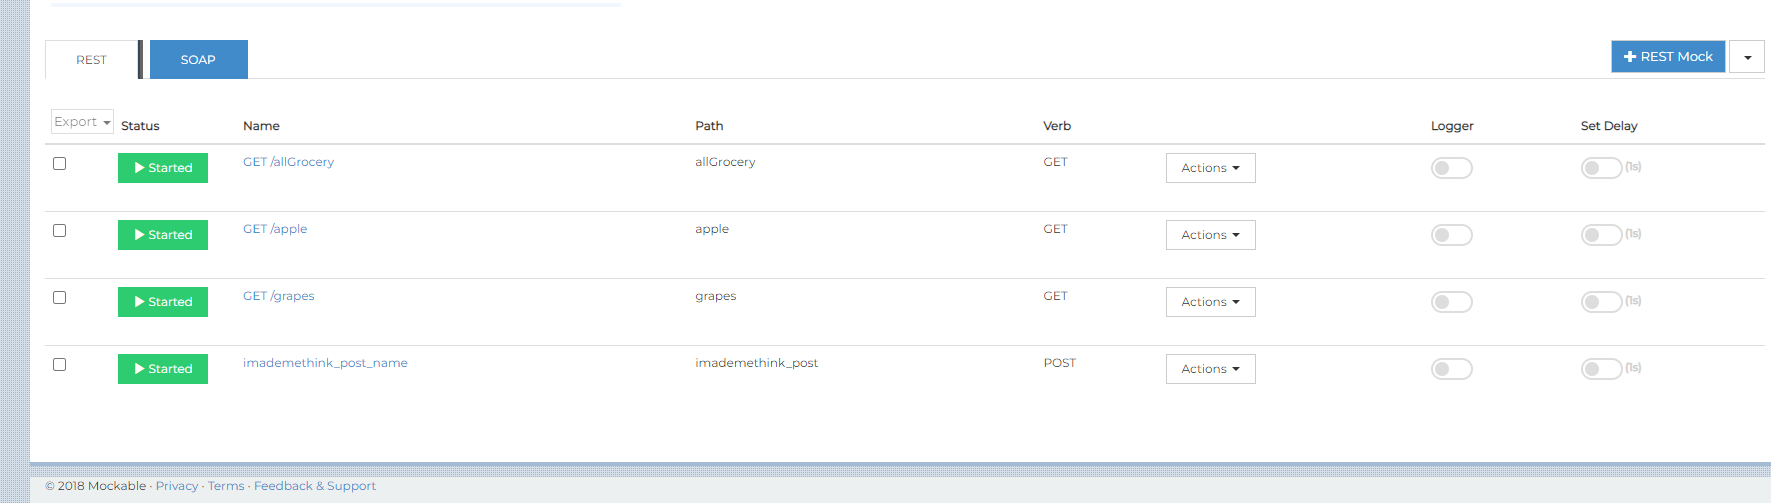 REST SOAP + REST Mock
Export Status Name Path Verb Logger Set Delay
Started GET /allGrocery allGrocery GET Actions (1s)
Started GET /apple apple GET Actions (1s)
Started GET /grapes grapes GET Actions (1s)
Started imademethink_post_name imademethink_post POST Actions (1s)
© 2018 Mockable · Privacy · Terms · Feedback & Support